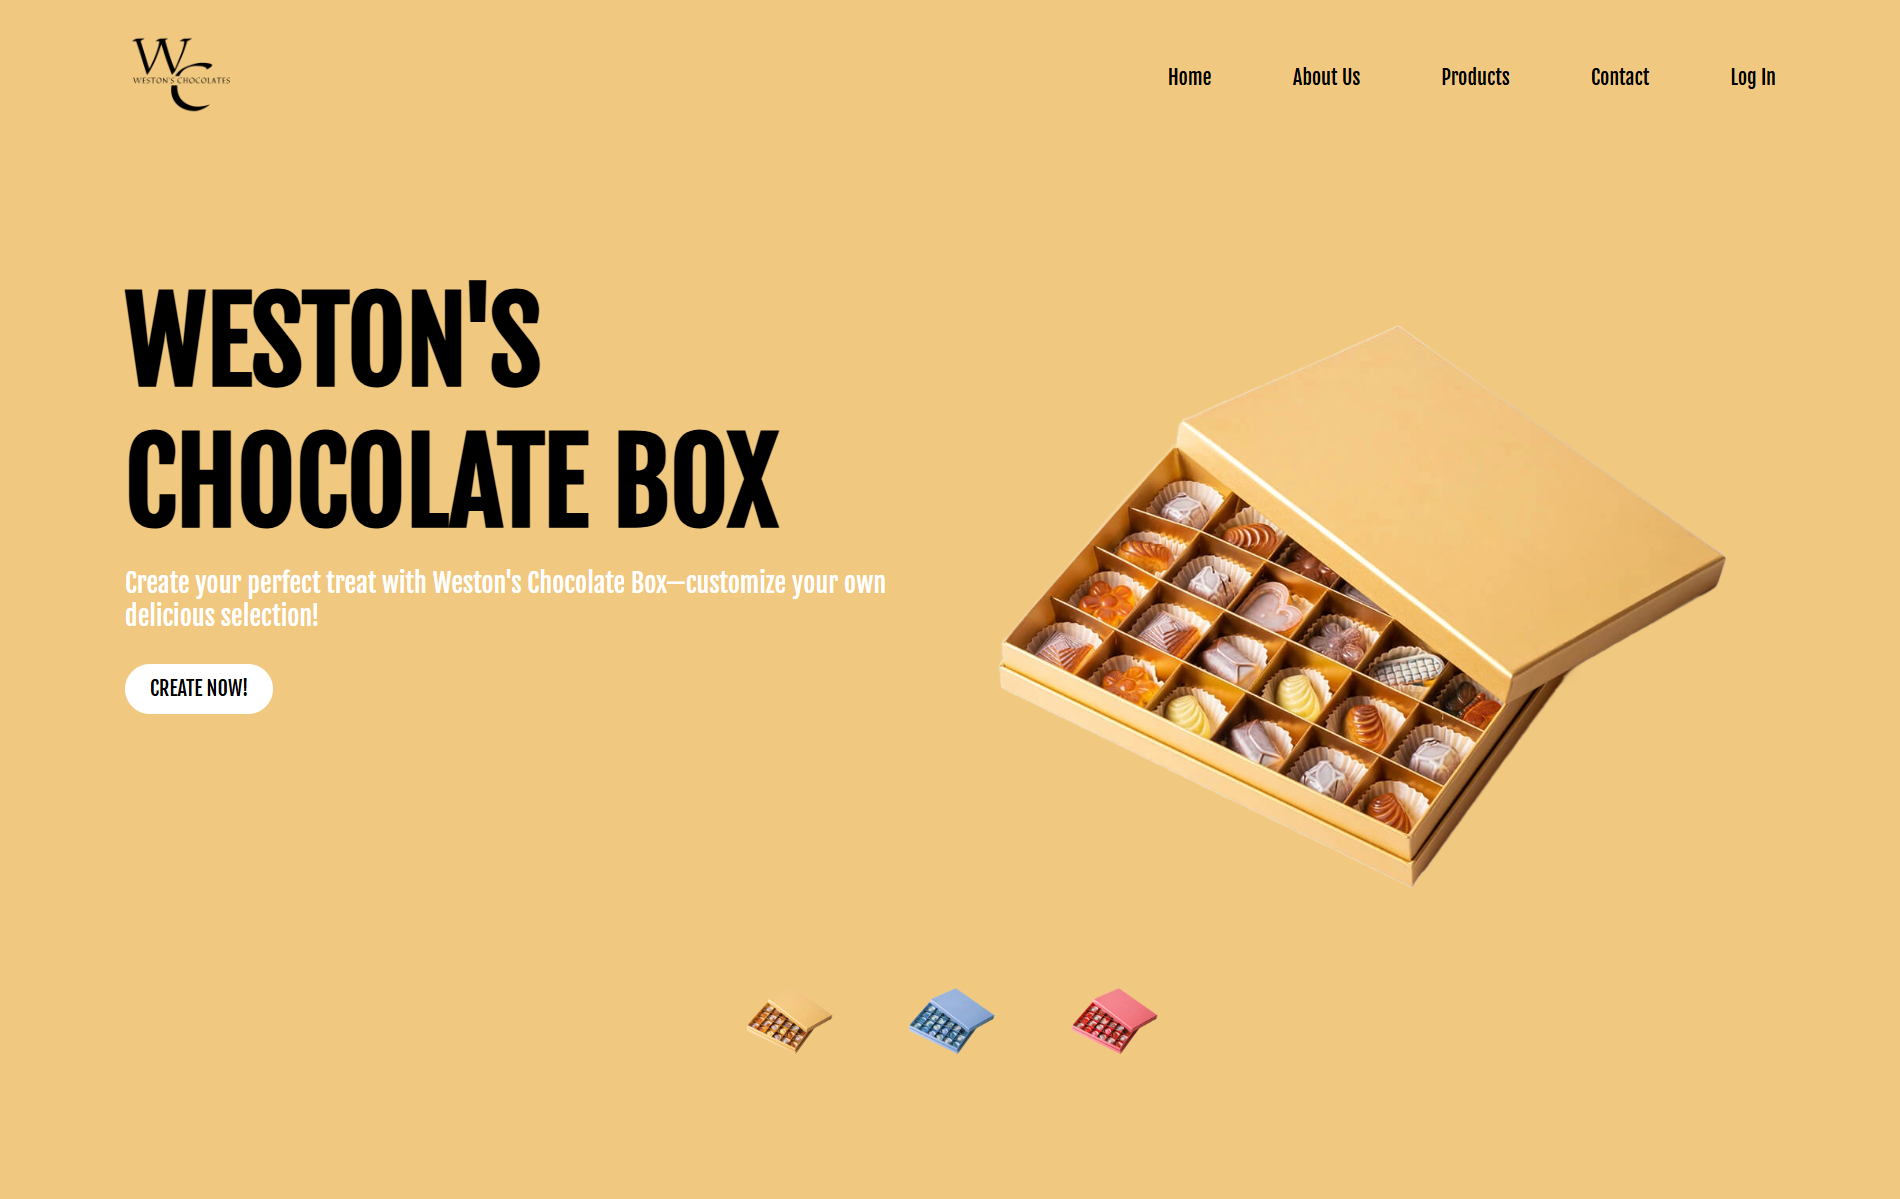 WESTON'S CHOCOLATES
Home
About Us
Products
Contact
Log In
WESTON'S
CHOCOLATE BOX
Create your perfect treat with Weston's Chocolate Box—customize your own
delicious selection!
CREATE NOW!